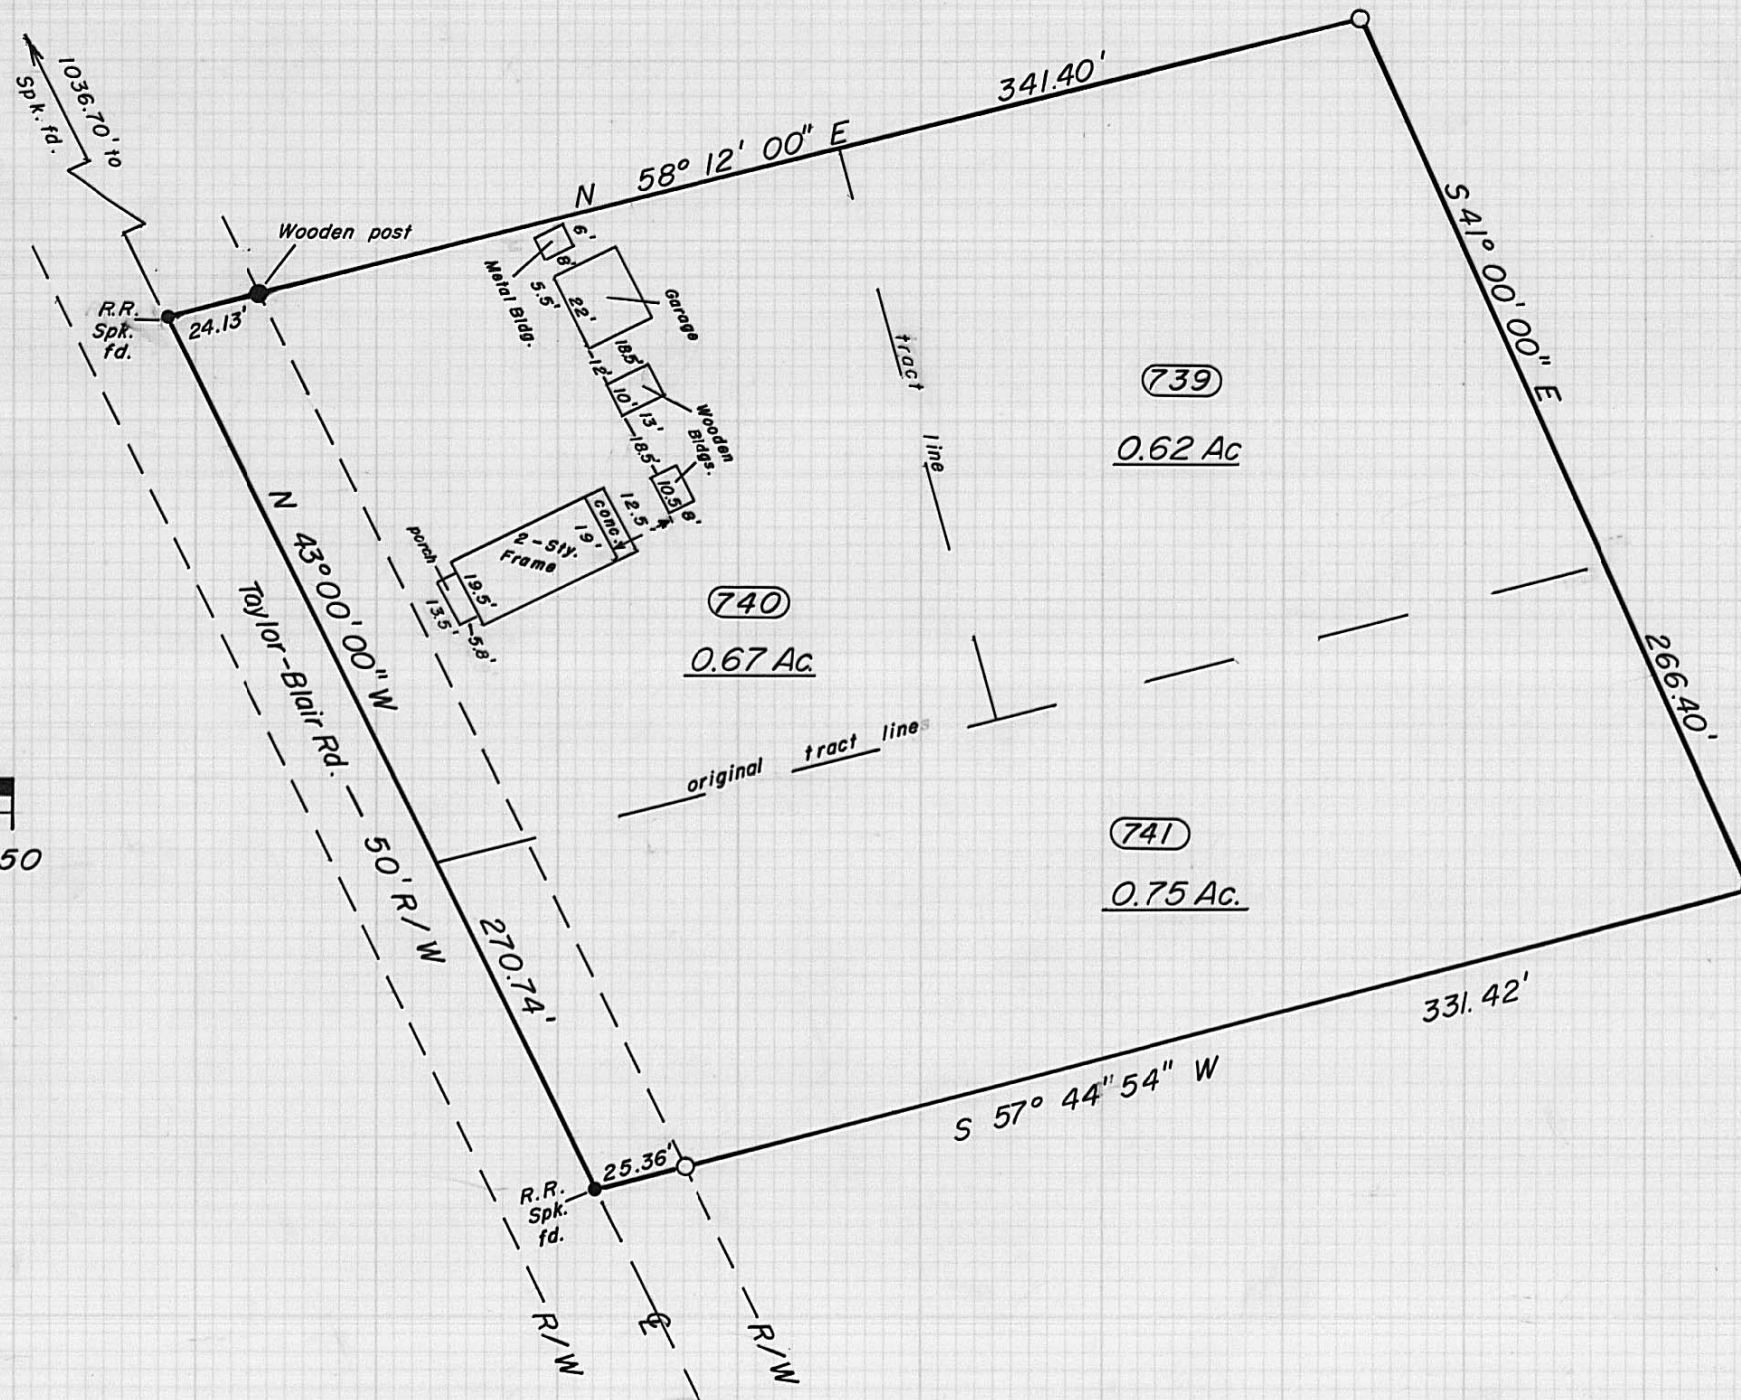 1036.70' to
Spk. fd.
341.40'
N 58° 12' 00" E
Wooden post
R.R.
Spk.
fd.
24.13'
6'
8'
Metal Bldg.
5.5'
22'
Garage
18.5'
12'
10'
13'
Wooden
Bldgs.
18.5'
10.5'
8'
12.5'
conc.
19'
2-Sty.
Frame
porch
19.5'
13.5'
5.8'
tract
line
739
0.62 Ac
S 41° 00' 00" E
266.40'
740
0.67 Ac.
N 43° 00' 00" W
270.74'
Taylor-Blair Rd. 50' R/W
original tract lines
741
0.75 Ac.
50
331.42'
S 57° 44" 54" W
25.36'
R.R.
Spk.
fd.
R/W
℄
R/W